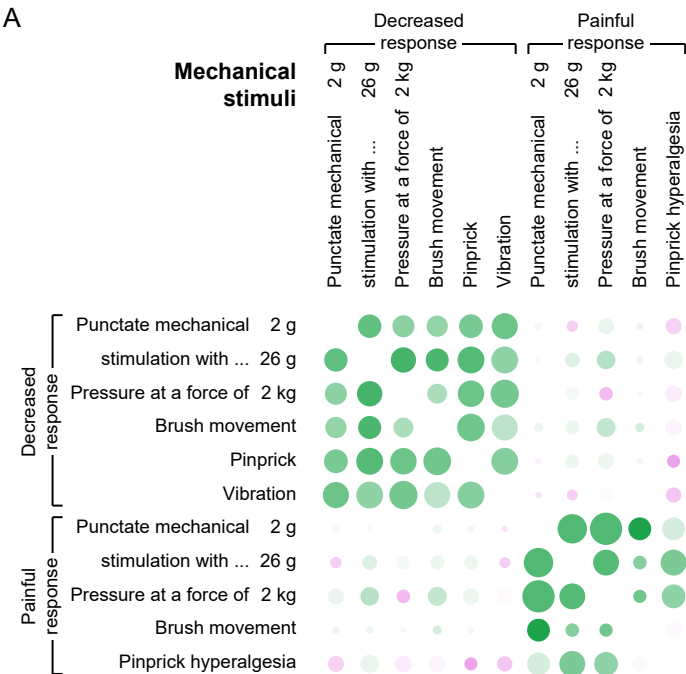 A
Decreased
response
Painful
response
Mechanical
stimuli
Punctate mechanical 2 g
stimulation with ... 26 g
Pressure at a force of 2 kg
Brush movement
Pinprick
Vibration
Punctate mechanical 2 g
stimulation with ... 26 g
Pressure at a force of 2 kg
Brush movement
Pinprick hyperalgesia
Decreased
response
Punctate mechanical 2 g
stimulation with ... 26 g
Pressure at a force of 2 kg
Brush movement
Pinprick
Vibration
Painful
response
Punctate mechanical 2 g
stimulation with ... 26 g
Pressure at a force of 2 kg
Brush movement
Pinprick hyperalgesia